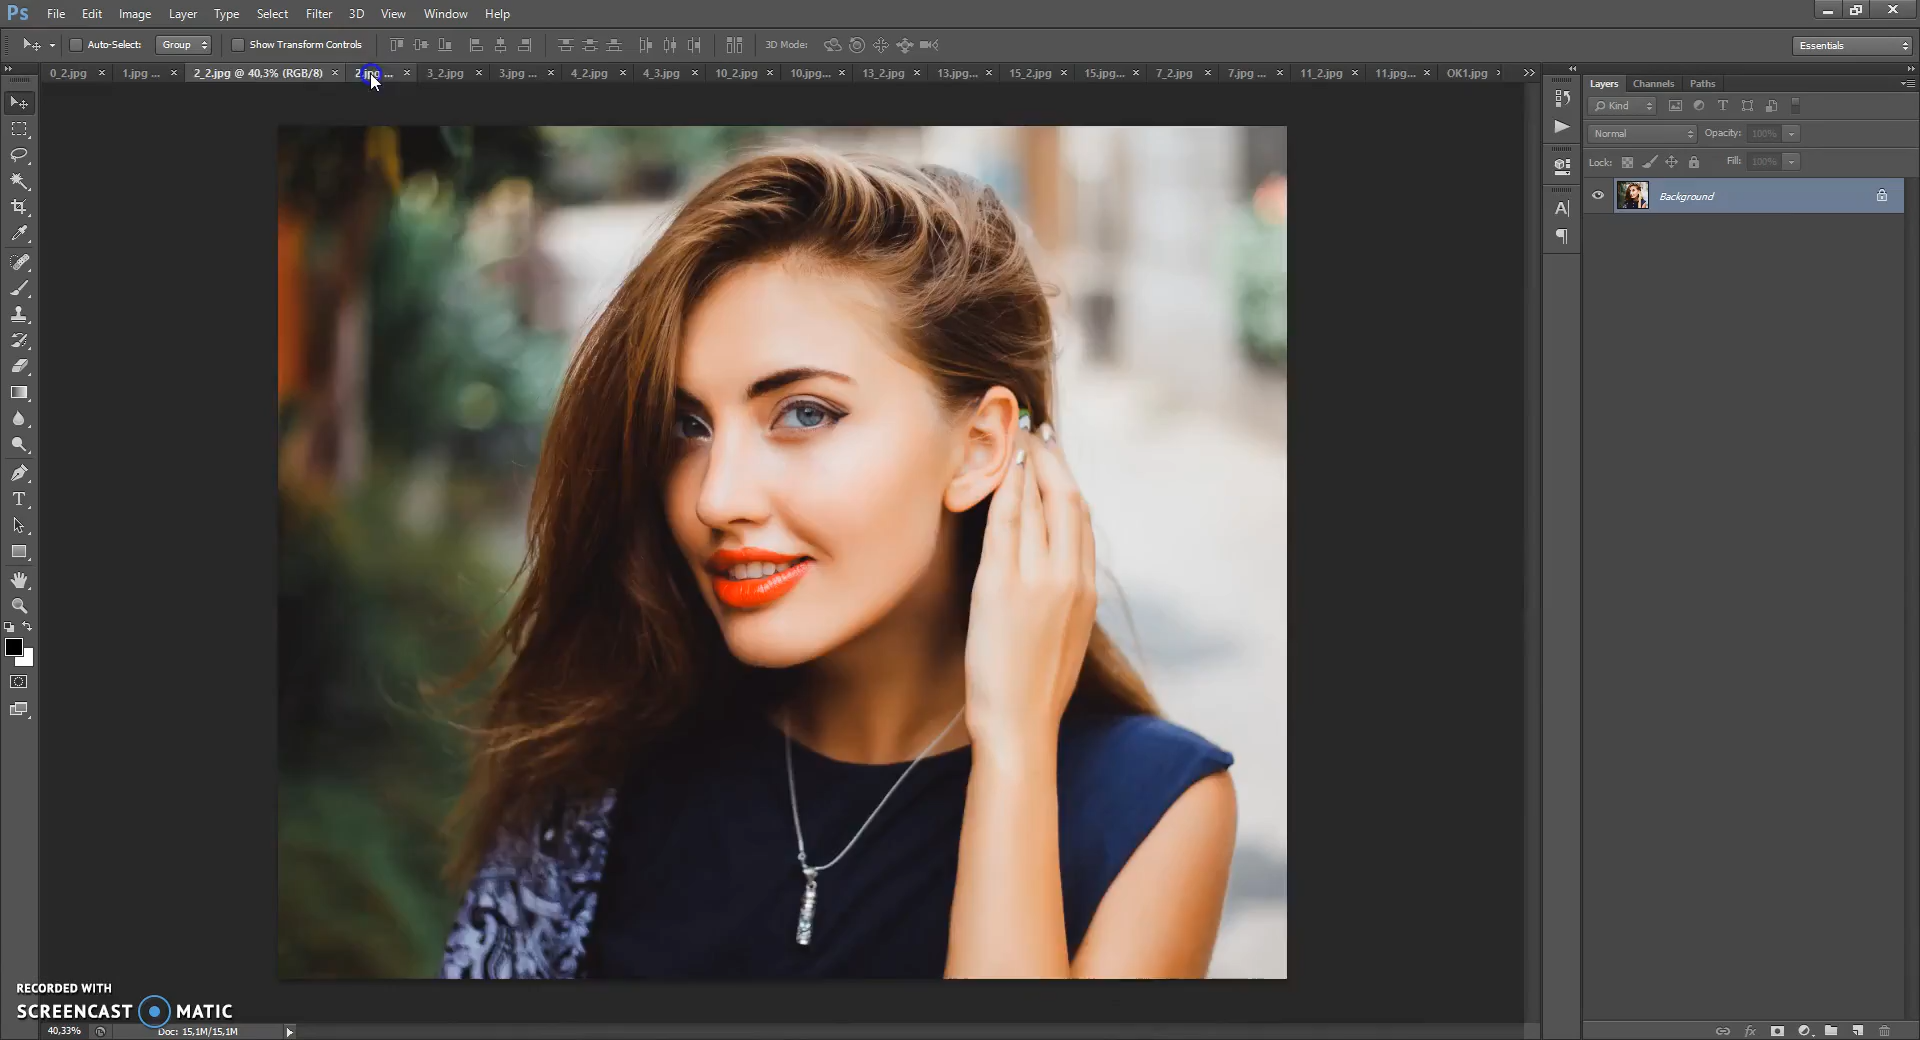 Ps File Edit Image Layer Type Select Filter 3D View Window Help
Auto-Select: Group Show Transform Controls 3D Mode: Essentials
0_2.jpg × 1.jpg ... × 2_2.jpg @ 40,3% (RGB/8) × 2.jpg ... × 3_2.jpg × 3.jpg ... × 4_2.jpg × 4_3.jpg × 10_2.jpg × 10.jpg... × 13_2.jpg × 13.jpg... × 15_2.jpg × 15.jpg... × 7_2.jpg × 7.jpg ... × 11_2.jpg × 11.jpg... × OK1.jpg
Layers Channels Paths
Kind
Normal Opacity: 100%
Lock: Fill: 100%
Background
RECORDED WITH
SCREENCAST MATIC
40,33% Doc: 15,1M/15,1M